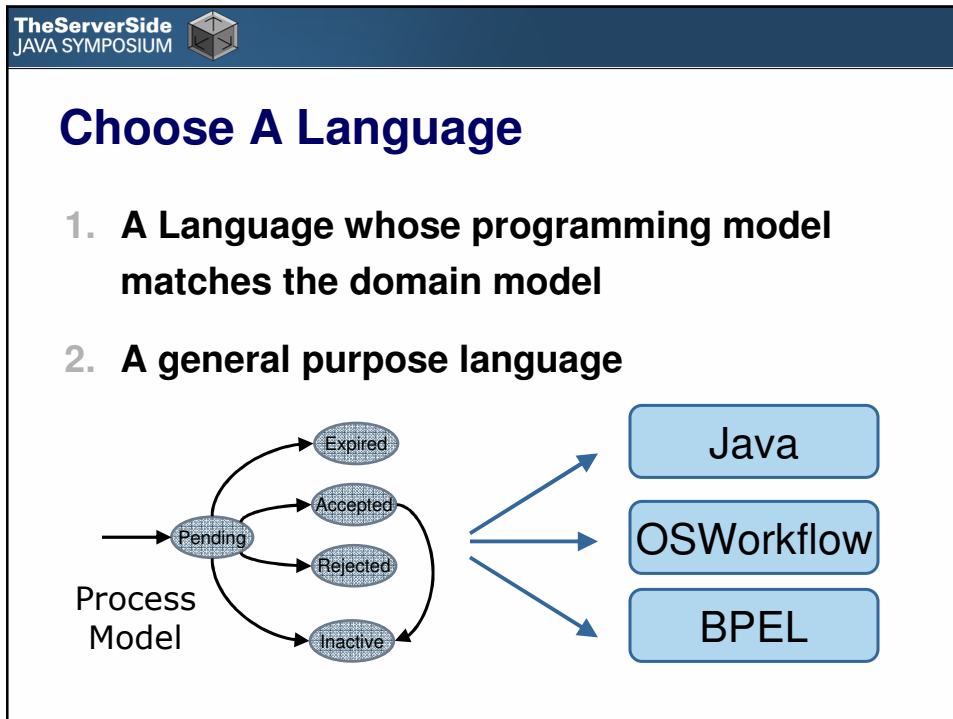 TheServerSide
JAVA SYMPOSIUM
Choose A Language
1. A Language whose programming model
matches the domain model
2. A general purpose language
Expired
Accepted
Pending
Rejected
Inactive
Process
Model
Java
OSWorkflow
BPEL